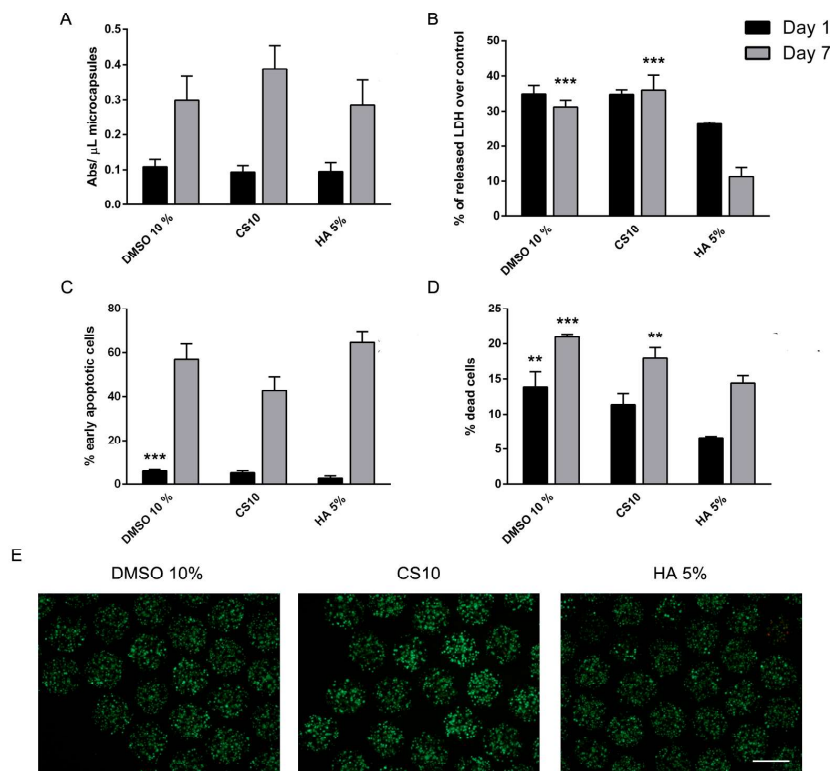 A
Abs/ μL microcapsules
0.5
0.4
0.3
0.2
0.1
0.0
DMSO 10 %
CS10
HA 5%
B
Day 1
Day 7
% of released LDH over control
50
40
30
20
10
0
***
***
DMSO 10 %
CS10
HA 5%
C
% early apoptotic cells
80
60
40
20
0
***
DMSO 10 %
CS10
HA 5%
D
% dead cells
25
20
15
10
5
0
**
***
**
DMSO 10 %
CS10
HA 5%
E
DMSO 10% CS10 HA 5%